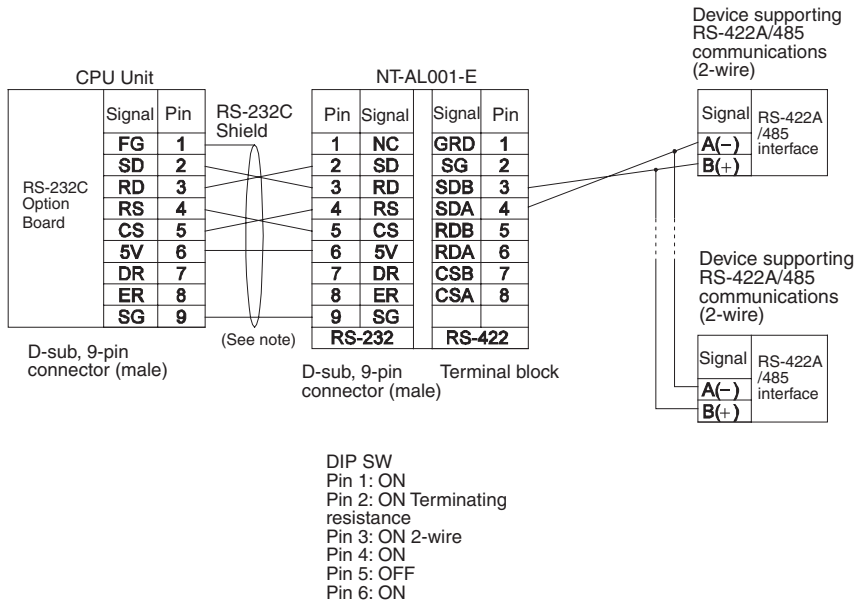 Device supporting
RS-422A/485
communications
(2-wire)
CPU Unit
NT-AL001-E
Signal Pin
RS-232C
Shield
Pin Signal
Signal Pin
Signal
RS-422A
/485
interface
A(−)
B(+)
RS-232C
Option
Board
FG 1
SD 2
RD 3
RS 4
CS 5
5V 6
DR 7
ER 8
SG 9
(See note)
1 NC
2 SD
3 RD
4 RS
5 CS
6 5V
7 DR
8 ER
9 SG
RS-232
GRD 1
SG 2
SDB 3
SDA 4
RDB 5
RDA 6
CSB 7
CSA 8
RS-422
D-sub, 9-pin
connector (male)
D-sub, 9-pin
connector (male)
Terminal block
Device supporting
RS-422A/485
communications
(2-wire)
Signal
RS-422A
/485
interface
A(−)
B(+)
DIP SW
Pin 1: ON
Pin 2: ON Terminating
resistance
Pin 3: ON 2-wire
Pin 4: ON
Pin 5: OFF
Pin 6: ON